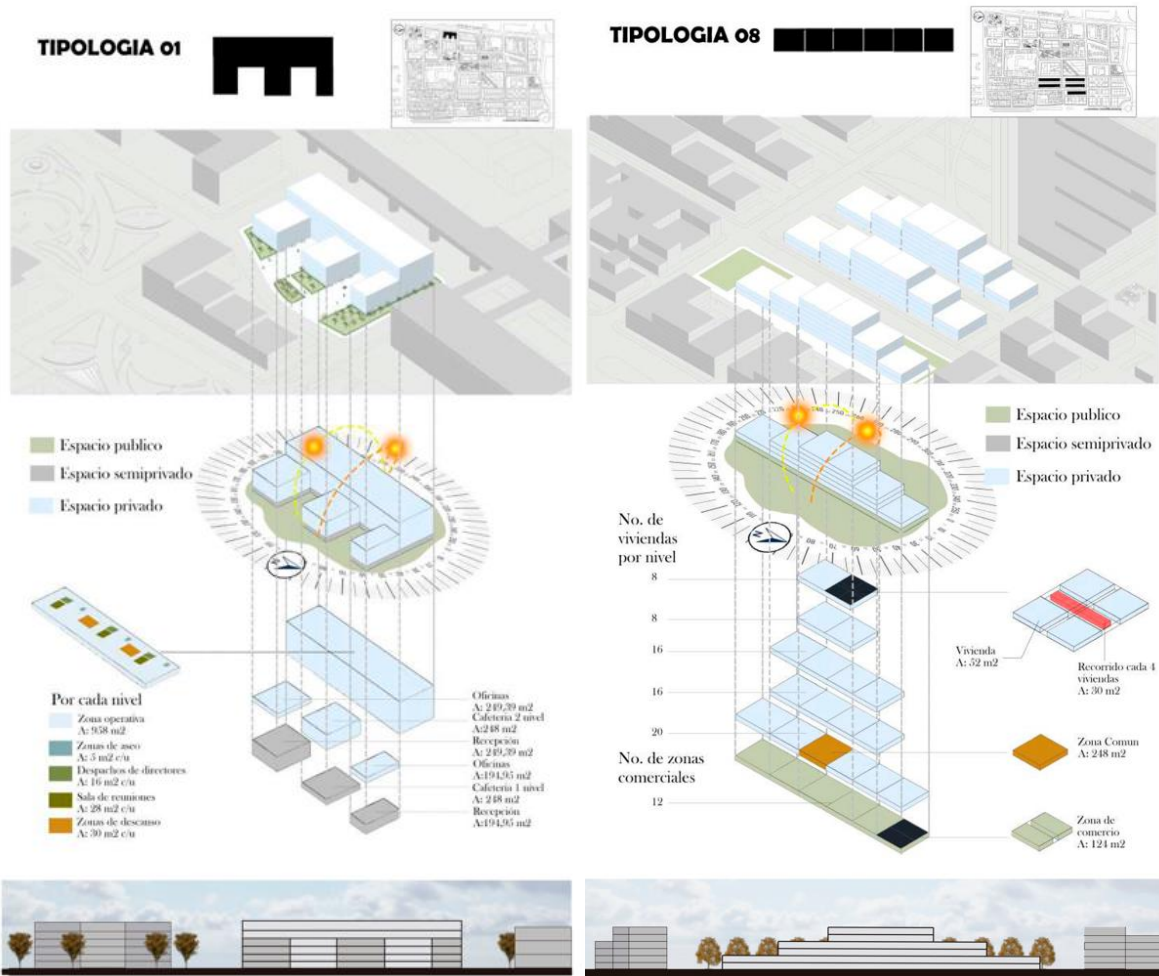 TIPOLOGIA 01
Espacio publico
Espacio semiprivado
Espacio privado
Por cada nivel
Zona operativa
A: 958 m2
Zonas de aseo
A: 5 m2 c/u
Despachos de directores
A: 16 m2 c/u
Sala de reuniones
A: 28 m2 c/u
Zonas de descanso
A: 30 m2 c/u
Oficinas
A: 249,39 m2
Cafeteria 2 nivel
A:248 m2
Recepción
A: 249,39 m2
Oficinas
A:194,95 m2
Cafeteria 1 nivel
A: 248 m2
Recepción
A:194,95 m2
TIPOLOGIA 08
Espacio publico
Espacio semiprivado
Espacio privado
No. de
viviendas
por nivel
8
8
16
16
20
No. de zonas
comerciales
12
Vivienda
A: 52 m2
Recorrido cada 4
viviendas
A: 30 m2
Zona Comun
A: 248 m2
Zona de
comercio
A: 124 m2